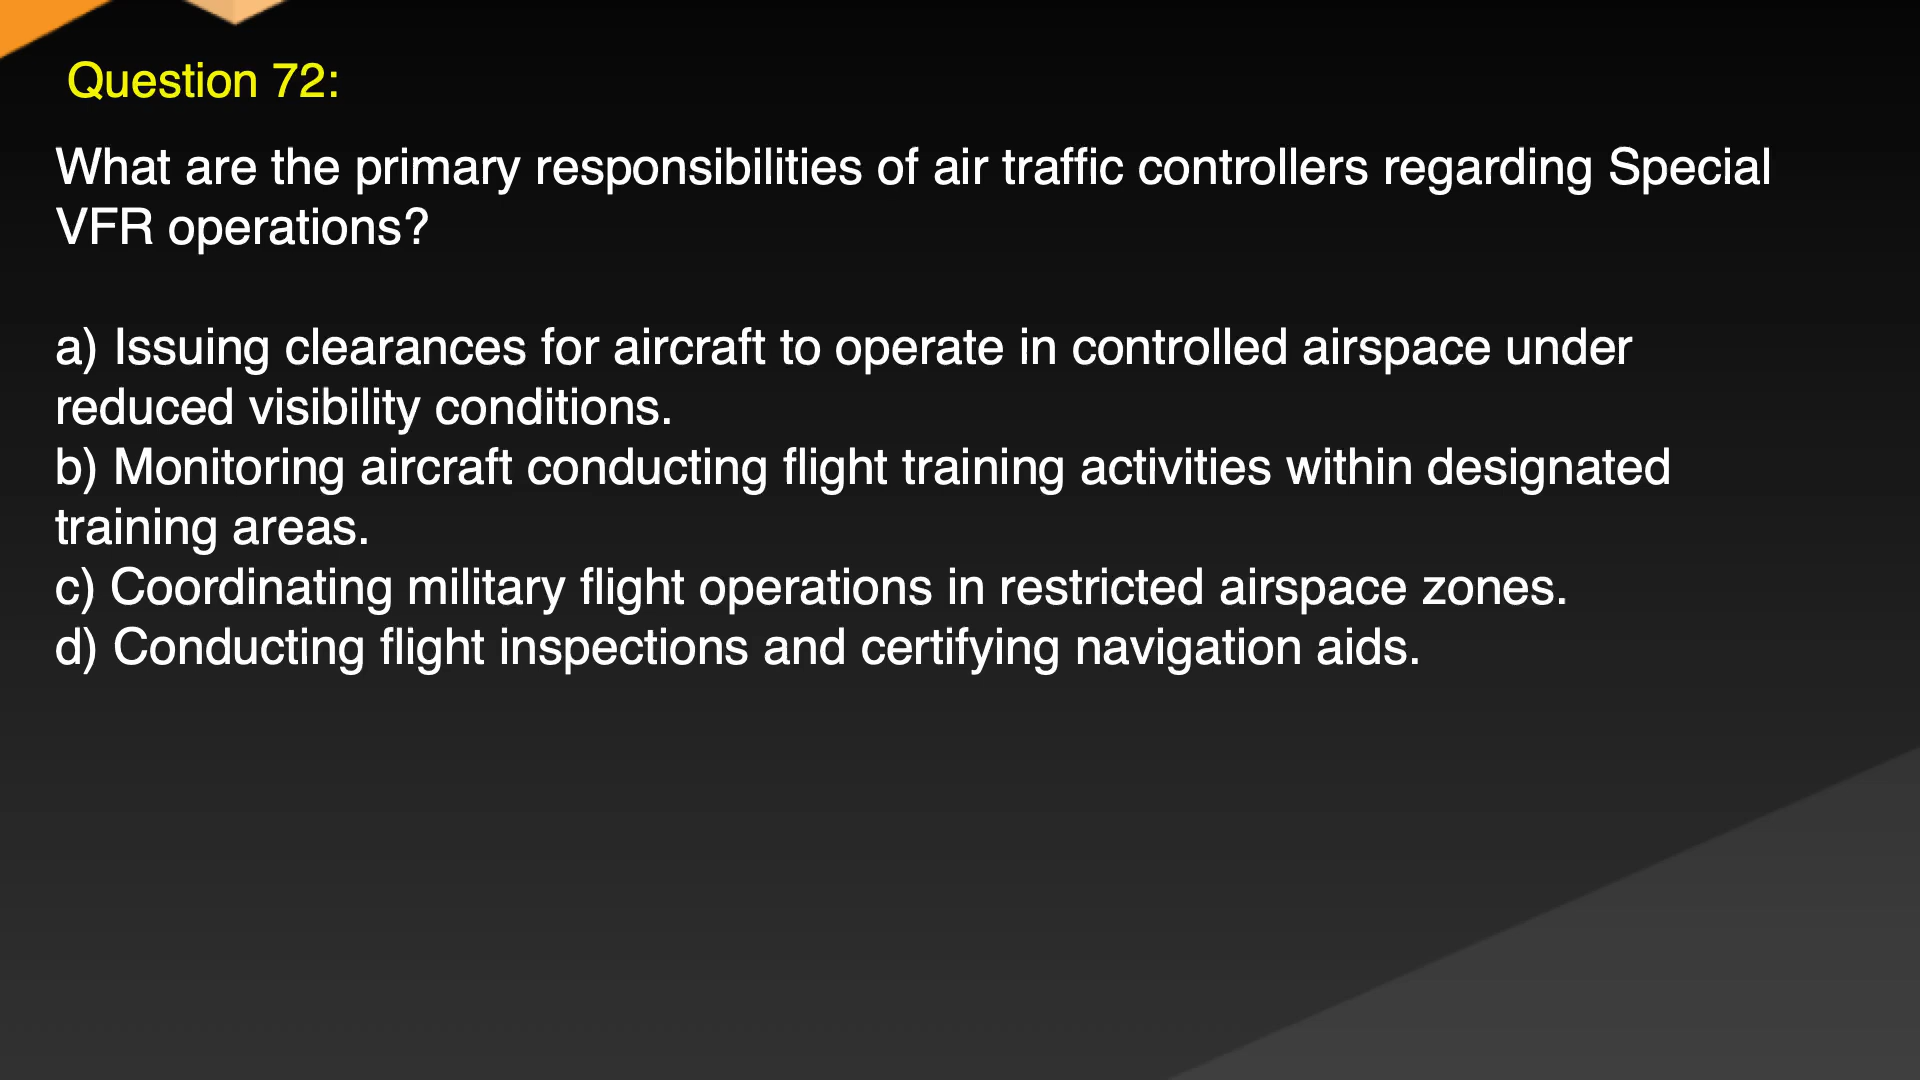 Question 72:
What are the primary responsibilities of air traffic controllers regarding Special
VFR operations?
a) Issuing clearances for aircraft to operate in controlled airspace under
reduced visibility conditions.
b) Monitoring aircraft conducting flight training activities within designated
training areas.
c) Coordinating military flight operations in restricted airspace zones.
d) Conducting flight inspections and certifying navigation aids.